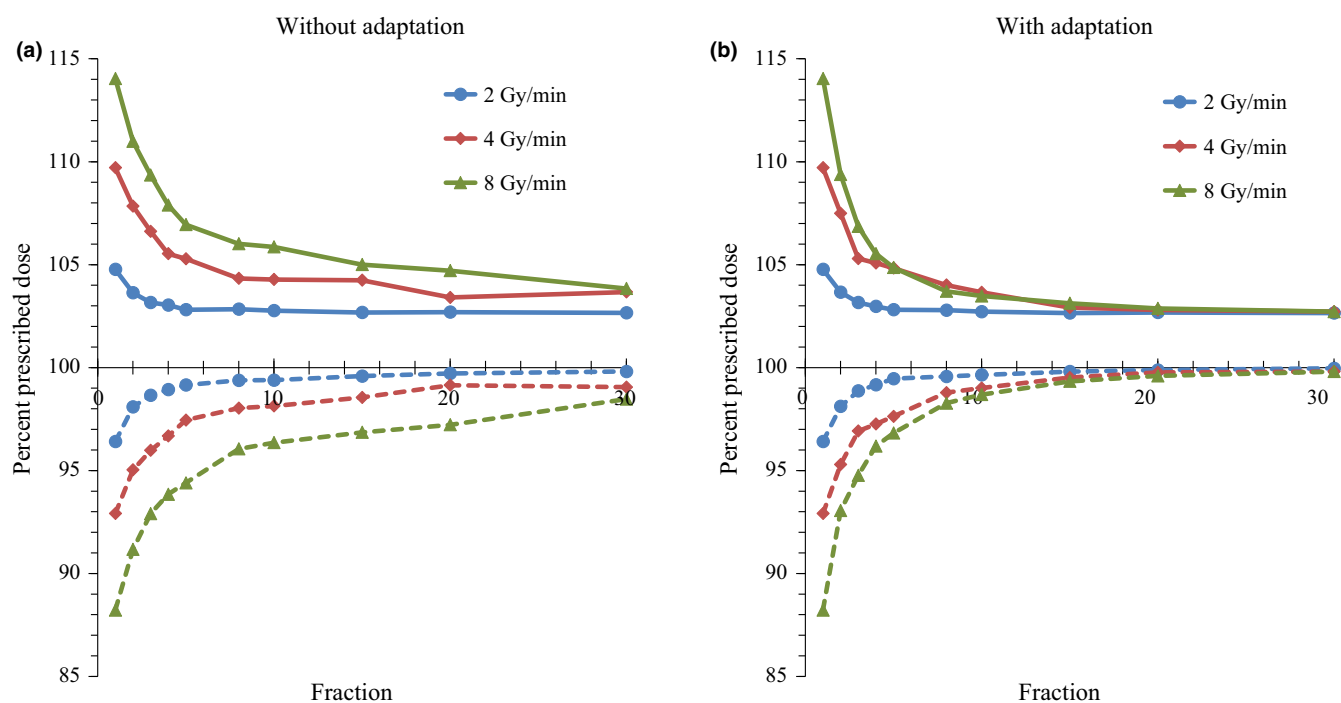 Without adaptation
(a)
115
110
105
100
95
90
85
0
10
20
30
2 Gy/min
4 Gy/min
8 Gy/min
Percent prescribed dose
Fraction
With adaptation
(b)
115
110
105
100
95
90
85
0
10
20
30
2 Gy/min
4 Gy/min
8 Gy/min
Percent prescribed dose
Fraction